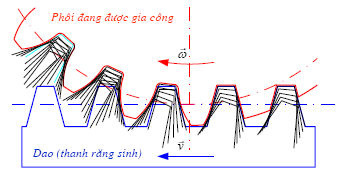 Phôi đang được gia công
ω
v
Dao (thanh răng sinh)